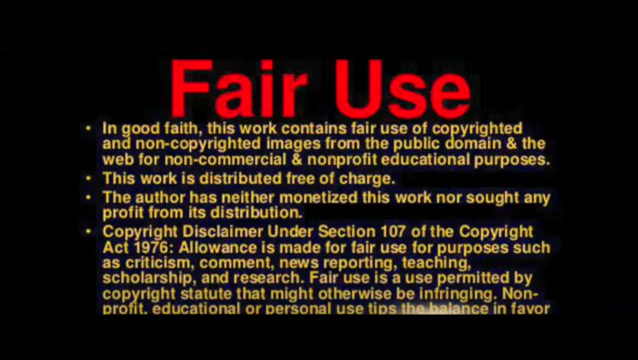 Fair Use
• In good faith, this work contains fair use of copyrighted
and non-copyrighted images from the public domain & the
web for non-commercial & nonprofit educational purposes.
• This work is distributed free of charge.
• The author has neither monetized this work nor sought any
profit from its distribution.
• Copyright Disclaimer Under Section 107 of the Copyright
Act 1976: Allowance is made for fair use for purposes such
as criticism, comment, news reporting, teaching,
scholarship, and research. Fair use is a use permitted by
copyright statute that might otherwise be infringing. Non-
profit, educational or personal use tips the balance in favor